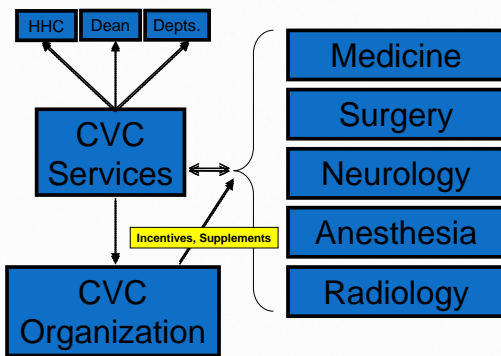 HHC
Dean
Depts.
CVC
Services
Incentives, Supplements
CVC
Organization
Medicine
Surgery
Neurology
Anesthesia
Radiology